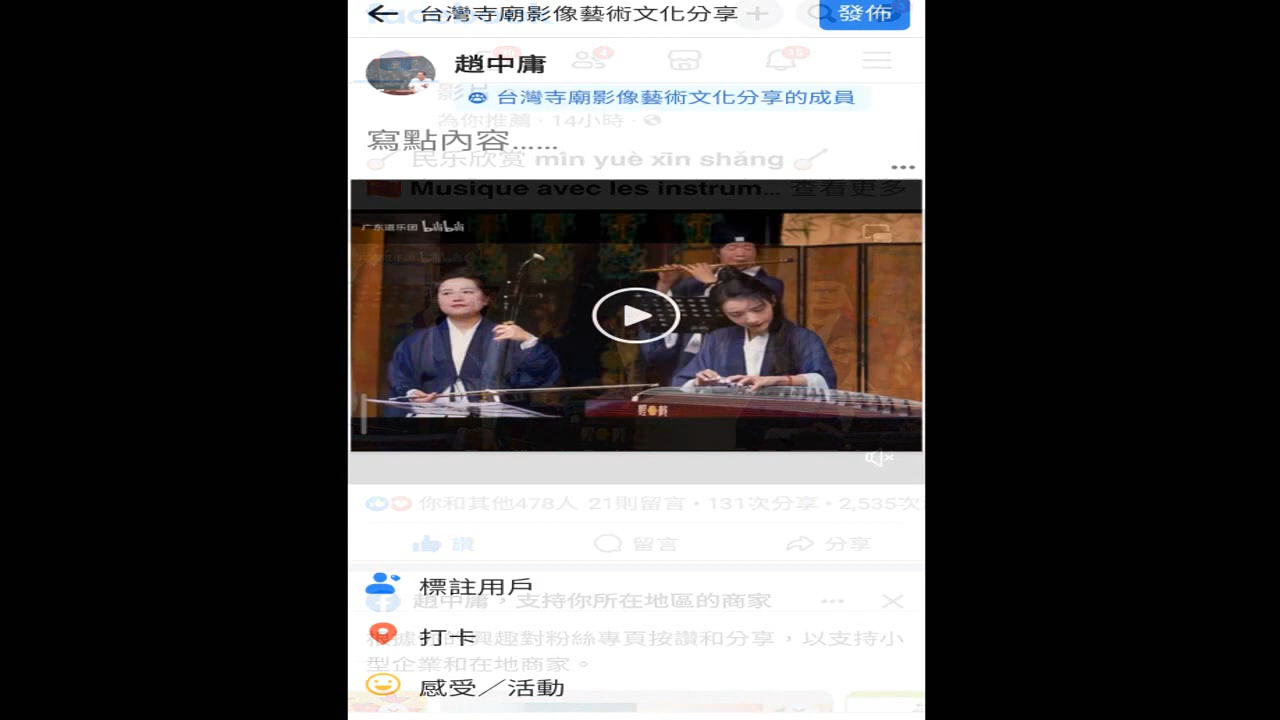 台灣寺廟影像藝術文化分享
發佈
趙中庸
台灣寺廟影像藝術文化分享的成員
為你推薦 · 14小時 ·
寫點內容……
民乐欣赏 mín yuè xīn shǎng
Musique avec les instrum... 查看更多
广东道乐团 bilibili
你和其他478人 21則留言 · 131次分享 · 2,535次
讚 留言 分享
標註用戶
趙中庸，支持你所在地區的商家
打卡
興趣對粉絲專頁按讚和分享，以支持小
型企業和在地商家。
感受／活動